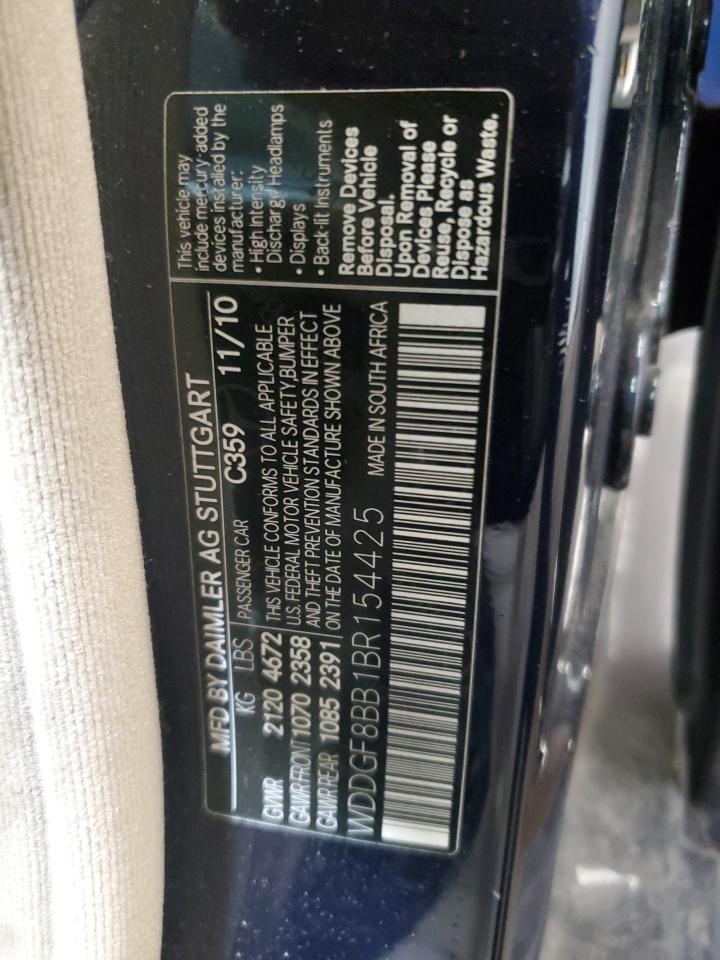 MFD BY DAIMLER AG STUTTGART
KG LBS PASSENGER CAR C359 11/10
GVWR 2120 4672 THIS VEHICLE CONFORMS TO ALL APPLICABLE
U.S. FEDERAL MOTOR VEHICLE SAFETY,BUMPER
GAWR FRONT 1070 2358 AND THEFT PREVENTION STANDARDS IN EFFECT
GAWR REAR 1085 2391 ON THE DATE OF MANUFACTURE SHOWN ABOVE
WDDGF8BB1BR154425 MADE IN SOUTH AFRICA
This vehicle may
include mercury-added
devices installed by the
manufacturer:
• High Intensity
Discharge Headlamps
• Displays
• Back-lit Instruments
Remove Devices
Before Vehicle
Disposal.
Upon Removal of
Devices Please
Reuse, Recycle or
Dispose as
Hazardous Waste.